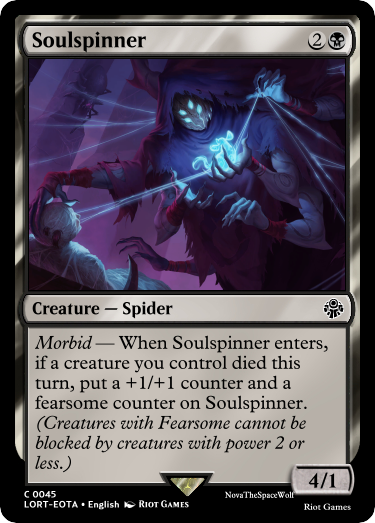 Soulspinner 2
Creature — Spider
Morbid — When Soulspinner enters,
if a creature you control died this
turn, put a +1/+1 counter and a
fearsome counter on Soulspinner.
(Creatures with Fearsome cannot be
blocked by creatures with power 2 or
less.)
4/1
C 0045 NovaTheSpaceWolf
LORT-EOTA • English Riot Games Riot Games